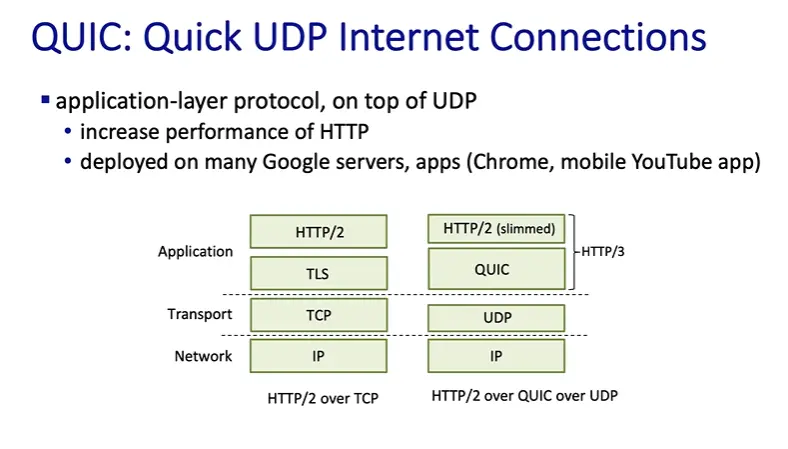 QUIC: Quick UDP Internet Connections
▪ application-layer protocol, on top of UDP
• increase performance of HTTP
• deployed on many Google servers, apps (Chrome, mobile YouTube app)
Application
HTTP/2
TLS
HTTP/2 (slimmed)
QUIC
HTTP/3
Transport
TCP
UDP
Network
IP
IP
HTTP/2 over TCP
HTTP/2 over QUIC over UDP